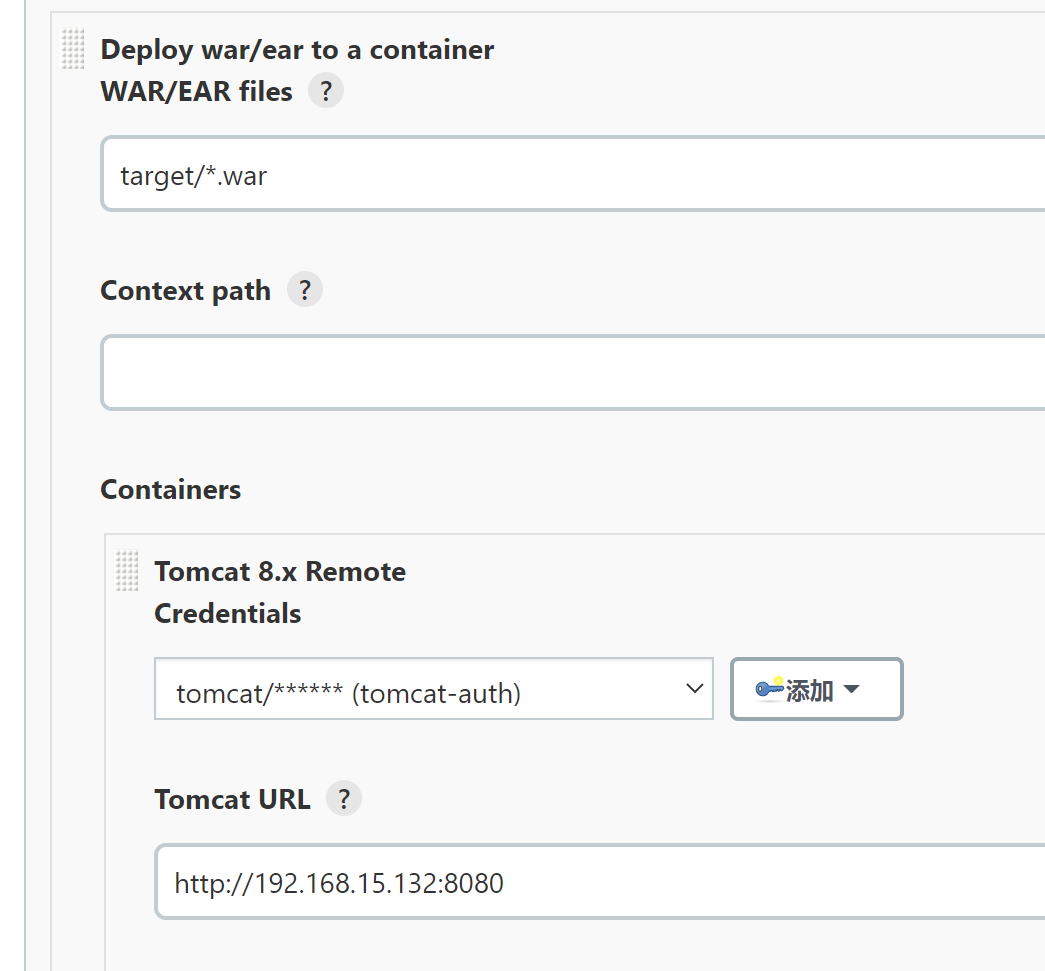 Deploy war/ear to a container
WAR/EAR files ?
target/*.war
Context path ?
Containers
Tomcat 8.x Remote
Credentials
tomcat/****** (tomcat-auth) 添加
Tomcat URL ?
http://192.168.15.132:8080